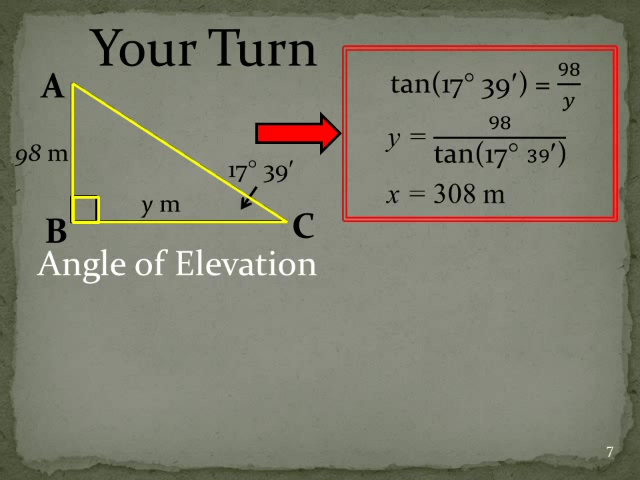 Your Turn
A
98 m
17° 39′
y m
B
C
Angle of Elevation
tan(17° 39′) = 98/y
y = 98/tan(17° 39′)
x = 308 m
7